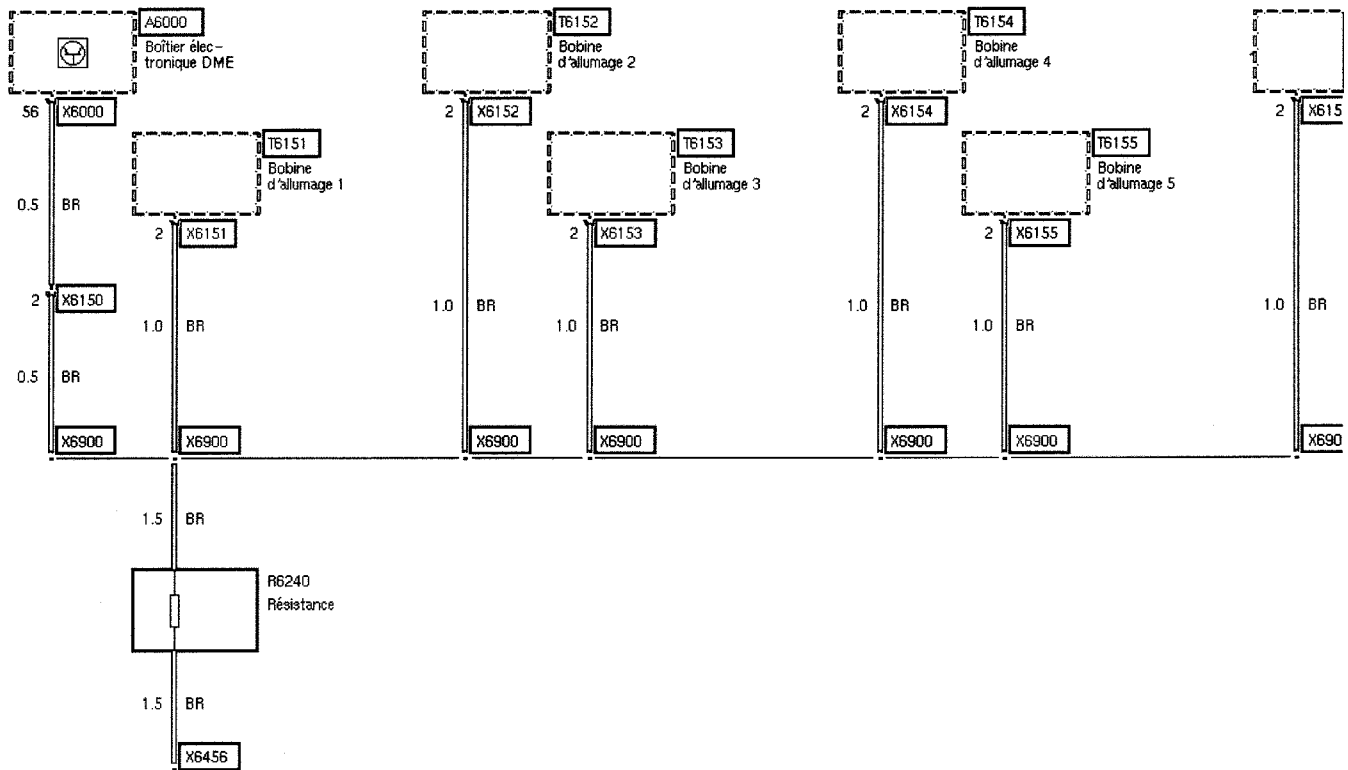 A6000
Boîtier élec-
tronique DME
T6152
Bobine
d'allumage 2
T6154
Bobine
d'allumage 4
56
X6000
2
X6152
2
X6154
2
X615
T6151
Bobine
d'allumage 1
T6153
Bobine
d'allumage 3
T6155
Bobine
d'allumage 5
0.5
BR
2
X6151
2
X6153
2
X6155
2
X6150
1.0
BR
1.0
BR
1.0
BR
1.0
BR
1.0
BR
1.0
BR
0.5
BR
X6900
X6900
X6900
X6900
X6900
X6900
X690
1.5
BR
R6240
Résistance
1.5
BR
X6456